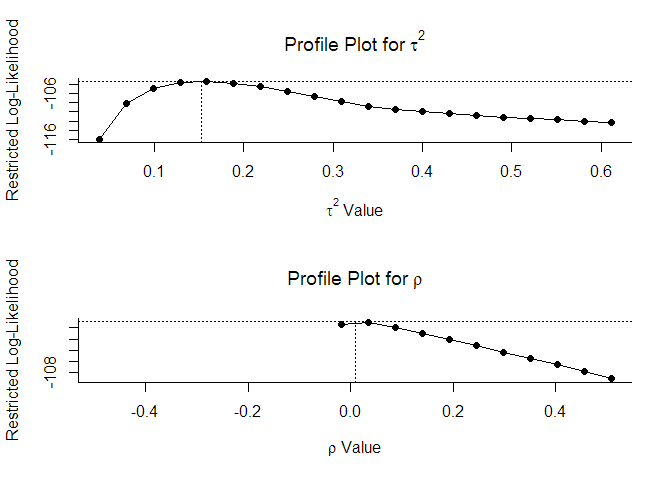 Profile Plot for τ²
Restricted Log-Likelihood
-106
-116
0.1 0.2 0.3 0.4 0.5 0.6
τ² Value
Profile Plot for ρ
Restricted Log-Likelihood
-108
-0.4 -0.2 0.0 0.2 0.4
ρ Value